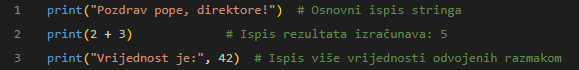 1 print("Pozdrav pope, direktore!")  # Osnovni ispis stringa
2 print(2 + 3)            # Ispis rezultata izračunava: 5
3 print("Vrijednost je:", 42)  # Ispis više vrijednosti odvojenih razmakom